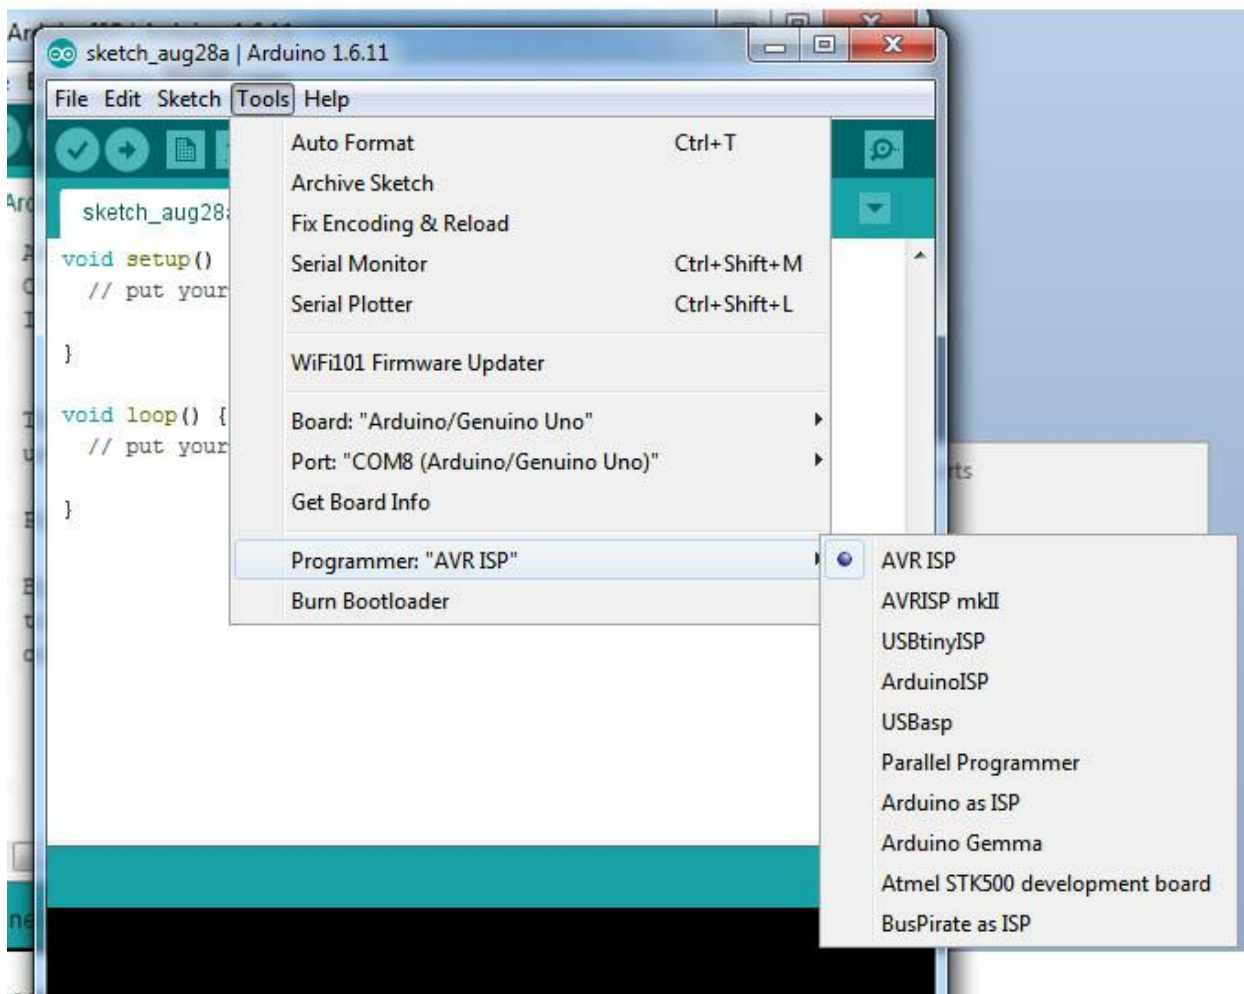 sketch_aug28a | Arduino 1.6.11
File Edit Sketch Tools Help
Auto Format Ctrl+T
Archive Sketch
sketch_aug28a
Fix Encoding & Reload
void setup()
Serial Monitor Ctrl+Shift+M
// put your
Serial Plotter Ctrl+Shift+L
}
WiFi101 Firmware Updater
void loop() {
Board: "Arduino/Genuino Uno"
// put your
Port: "COM8 (Arduino/Genuino Uno)"
Get Board Info
}
Programmer: "AVR ISP"
Burn Bootloader
AVR ISP
AVRISP mkII
USBtinyISP
ArduinoISP
USBasp
Parallel Programmer
Arduino as ISP
Arduino Gemma
Atmel STK500 development board
BusPirate as ISP